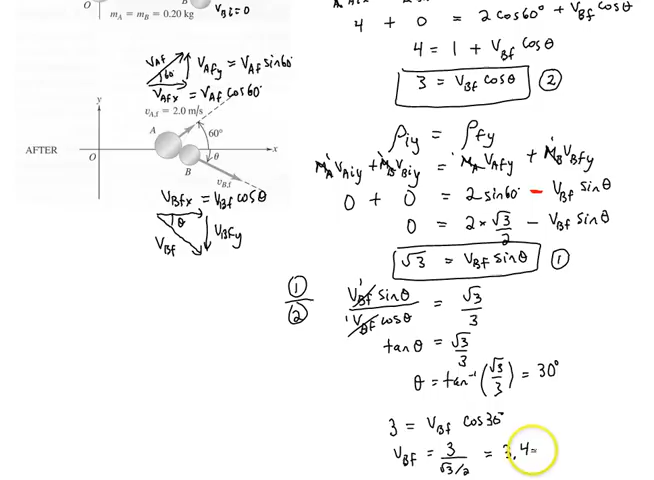 O
m_A = m_B = 0.20 kg
V_Bi = 0
4 + 0 = 2cos60° + V_Bf cosθ
4 = 1 + V_Bf cosθ
3 = V_Bf cosθ ②
V_Af
60°
V_Afy = V_Af sin60°
V_Afx = V_Af cos60°
y
v_A,f = 2.0 m/s
A
60°
AFTER
O
θ
x
B
v_B,f
V_Bfx = V_Bf cosθ
θ
V_Bf
V_Bfy
P_iy = P_fy
m_A V_Aiy + m_B V_Biy = m_A V_Afy + m_B V_Bfy
0 + 0 = 2sin60° - V_Bf sinθ
0 = 2 × √3/2 - V_Bf sinθ
√3 = V_Bf sinθ ①
①/② V_Bf sinθ / V_Bf cosθ = √3/3
tanθ = √3/3
θ = tan⁻¹(√3/3) = 30°
3 = V_Bf cos30°
V_Bf = 3/(√3/2) = 3.4